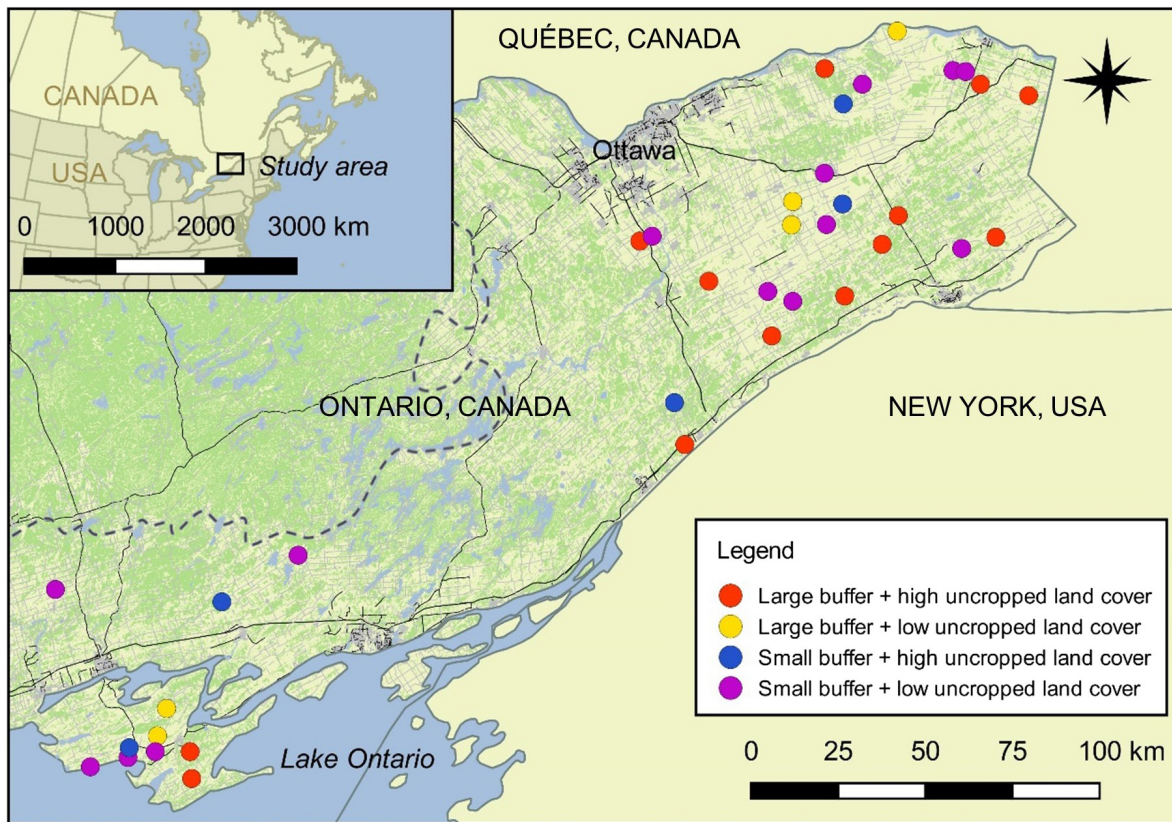 QUÉBEC, CANADA
CANADA
USA
Study area
0 1000 2000 3000 km
Ottawa
ONTARIO, CANADA
NEW YORK, USA
Legend
Large buffer + high uncropped land cover
Large buffer + low uncropped land cover
Small buffer + high uncropped land cover
Small buffer + low uncropped land cover
Lake Ontario
0 25 50 75 100 km